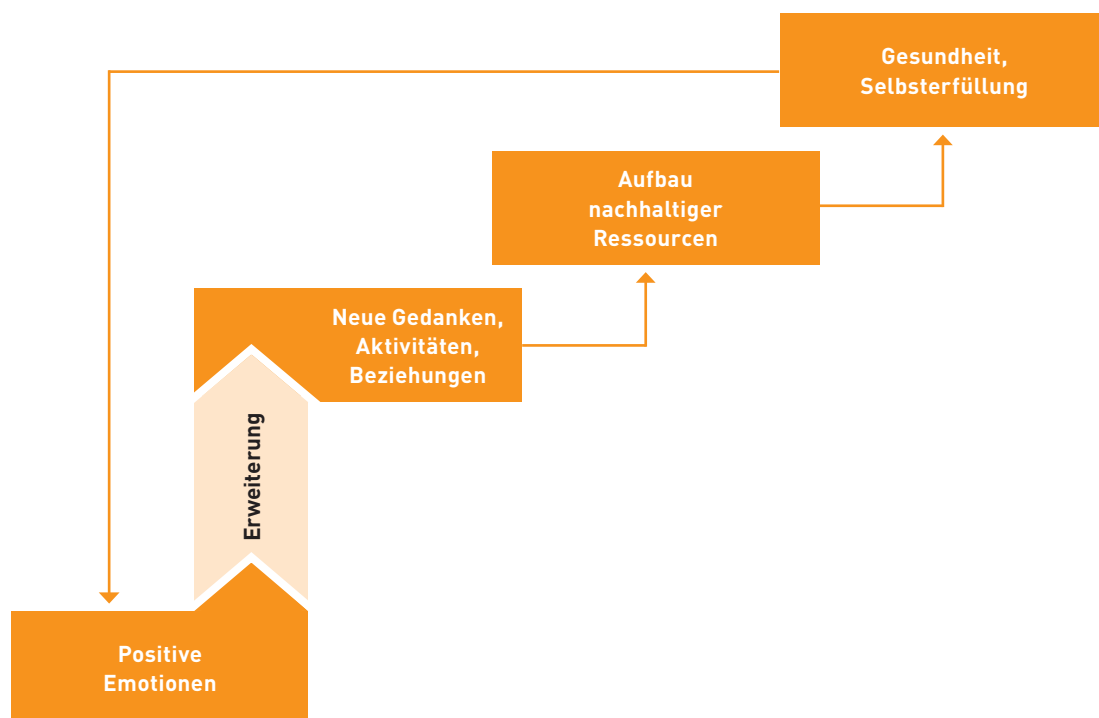 Gesundheit,
Selbsterfüllung
Aufbau
nachhaltiger
Ressourcen
Neue Gedanken,
Aktivitäten,
Beziehungen
Erweiterung
Positive
Emotionen